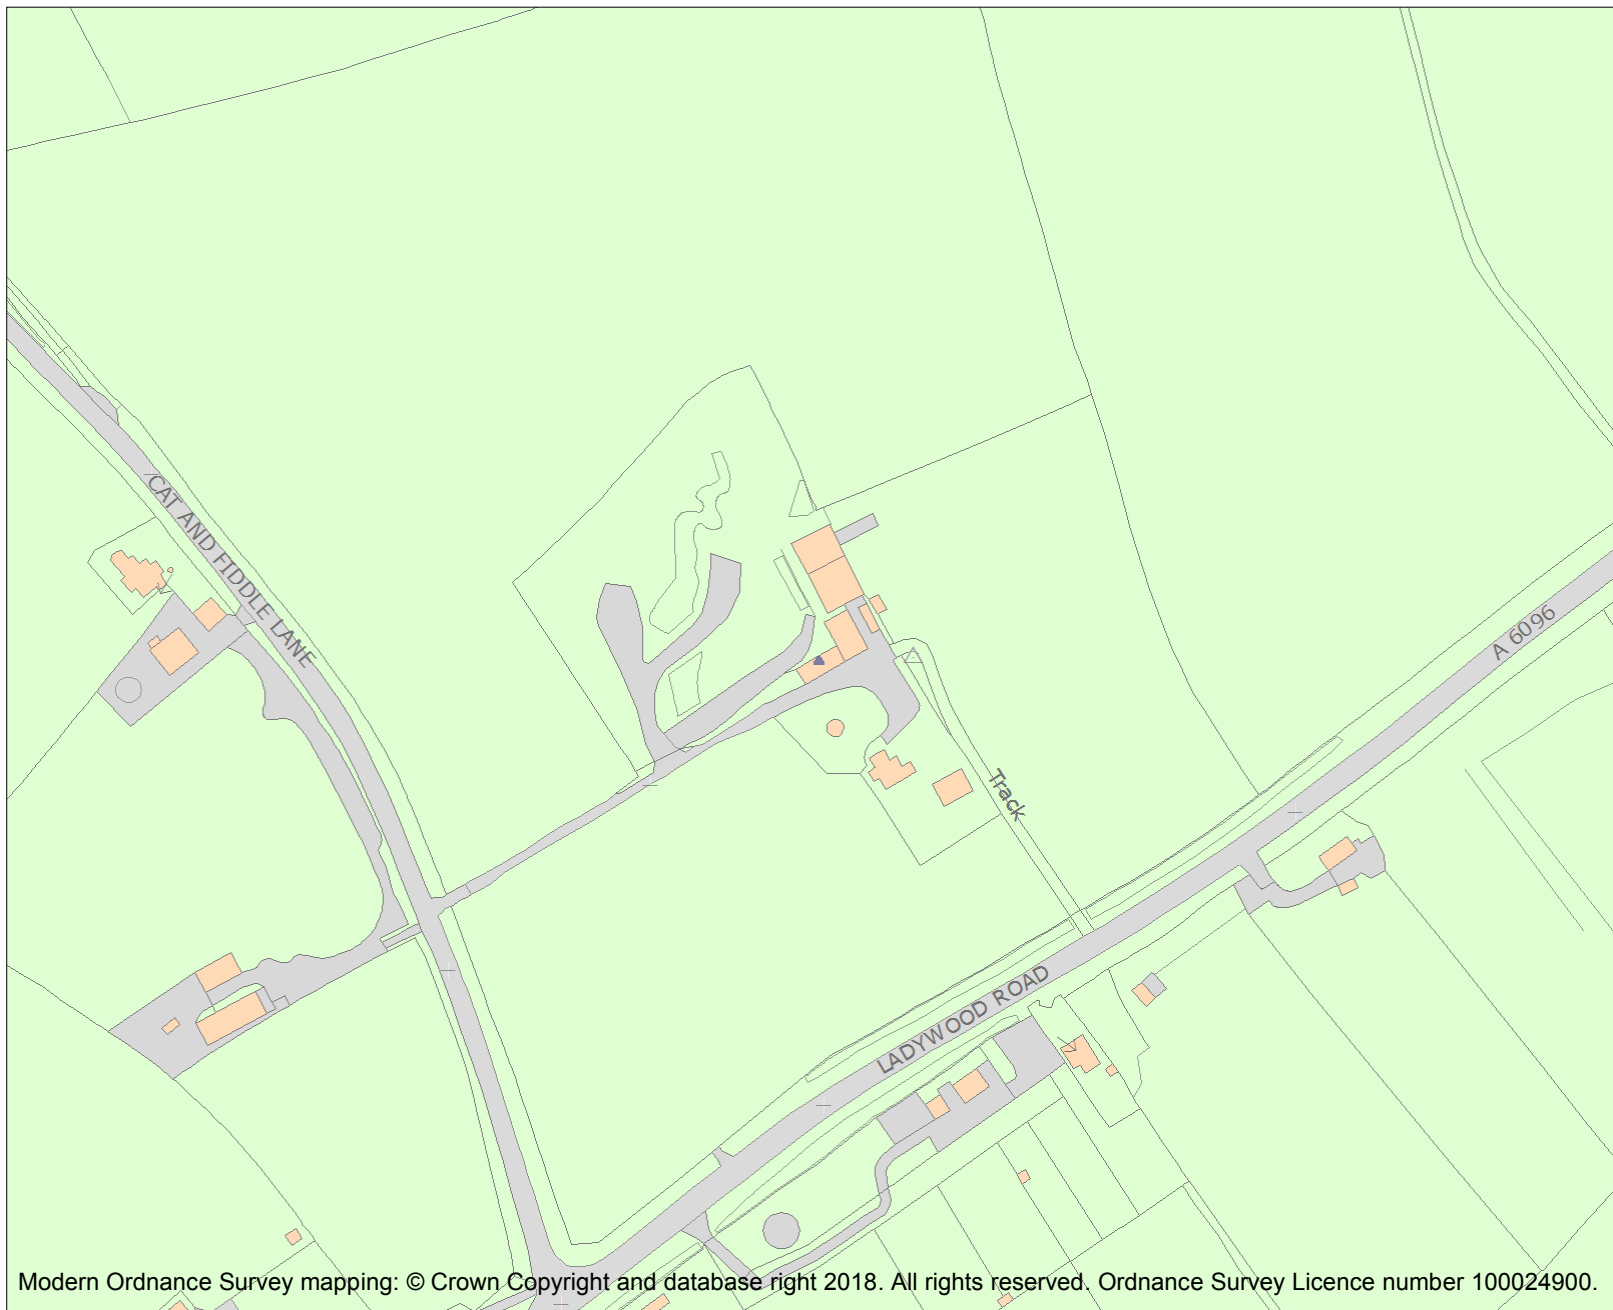 CAT AND FIDDLE LANE
A 6096
Track
LADYWOOD ROAD
Modern Ordnance Survey mapping: © Crown Copyright and database right 2018. All rights reserved. Ordnance Survey Licence number 100024900.